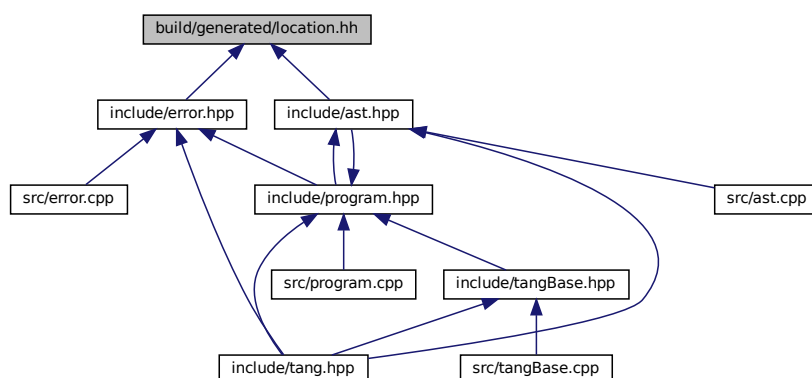 build/generated/location.hh
include/error.hpp
include/ast.hpp
src/error.cpp
include/program.hpp
src/ast.cpp
src/program.cpp
include/tangBase.hpp
include/tang.hpp
src/tangBase.cpp